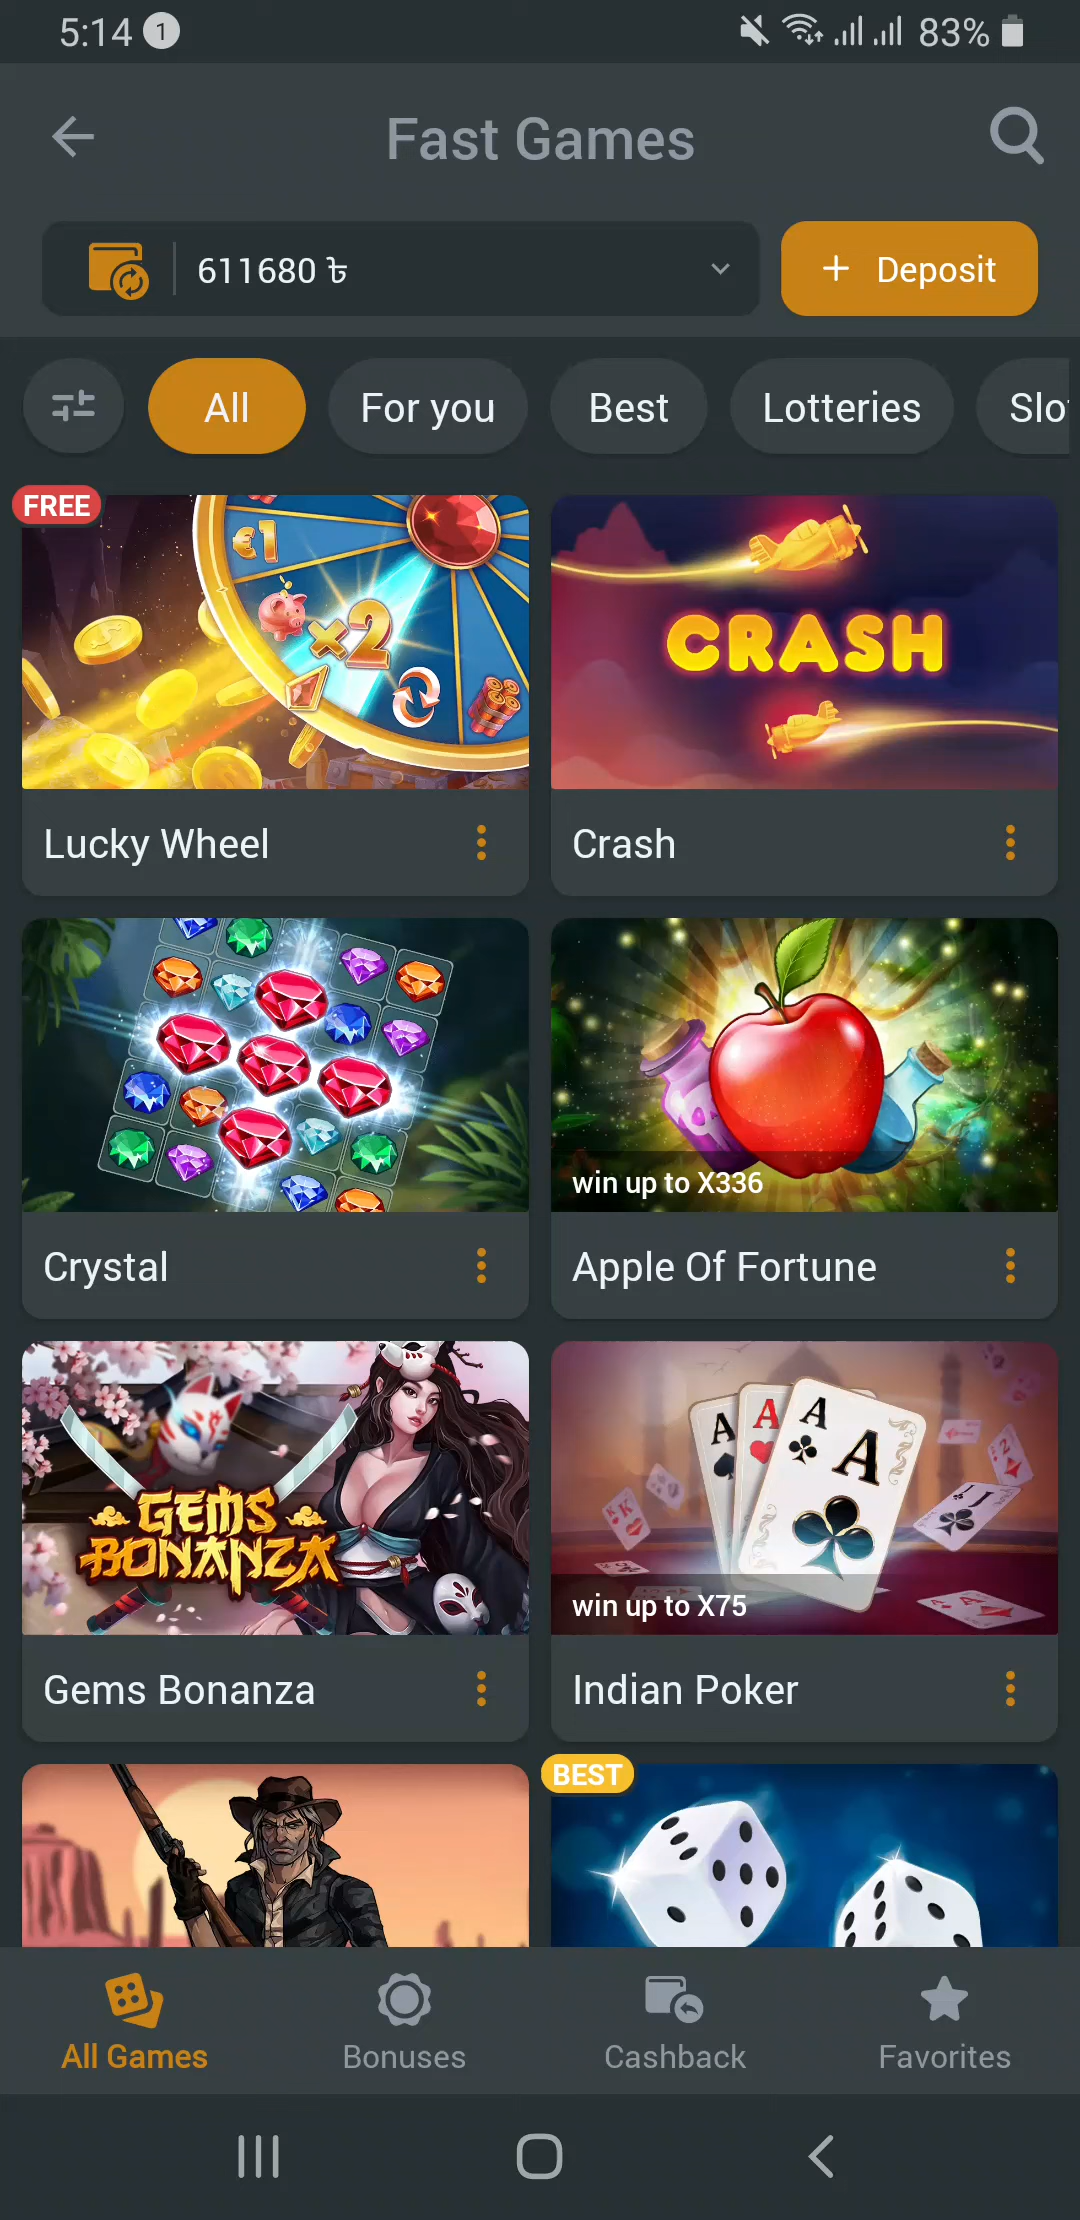 5:14 1 83%
Fast Games
611680 ৳
+ Deposit
All For you Best Lotteries Slo
FREE
€1
x2
CRASH
Lucky Wheel
Crash
win up to X336
Crystal
Apple Of Fortune
GEMS
BONANZA
A A A A
K K
2
J J
A A
win up to X75
Gems Bonanza
Indian Poker
BEST
All Games Bonuses Cashback Favorites